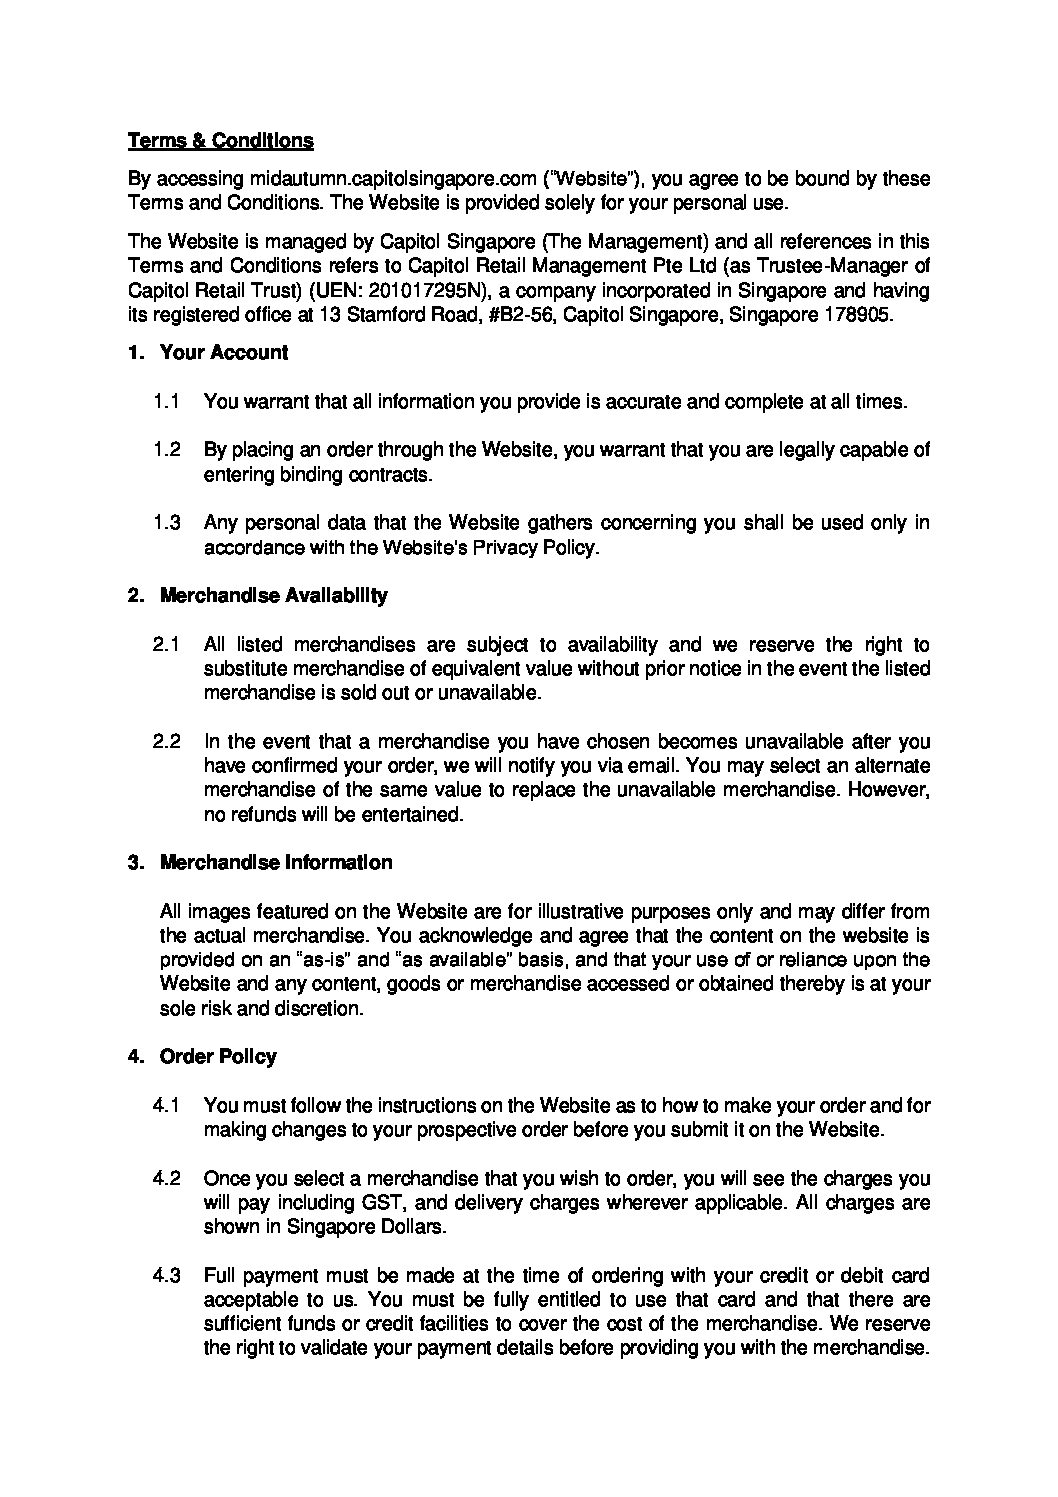 Terms & Conditions
By accessing midautumn.capitolsingapore.com ("Website"), you agree to be bound by these
Terms and Conditions. The Website is provided solely for your personal use.
The Website is managed by Capitol Singapore (The Management) and all references in this
Terms and Conditions refers to Capitol Retail Management Pte Ltd (as Trustee-Manager of
Capitol Retail Trust) (UEN: 201017295N), a company incorporated in Singapore and having
its registered office at 13 Stamford Road, #B2-56, Capitol Singapore, Singapore 178905.
1. Your Account
1.1 You warrant that all information you provide is accurate and complete at all times.
1.2 By placing an order through the Website, you warrant that you are legally capable of
entering binding contracts.
1.3 Any personal data that the Website gathers concerning you shall be used only in
accordance with the Website's Privacy Policy.
2. Merchandise Availability
2.1 All listed merchandises are subject to availability and we reserve the right to
substitute merchandise of equivalent value without prior notice in the event the listed
merchandise is sold out or unavailable.
2.2 In the event that a merchandise you have chosen becomes unavailable after you
have confirmed your order, we will notify you via email. You may select an alternate
merchandise of the same value to replace the unavailable merchandise. However,
no refunds will be entertained.
3. Merchandise Information
All images featured on the Website are for illustrative purposes only and may differ from
the actual merchandise. You acknowledge and agree that the content on the website is
provided on an "as-is" and "as available" basis, and that your use of or reliance upon the
Website and any content, goods or merchandise accessed or obtained thereby is at your
sole risk and discretion.
4. Order Policy
4.1 You must follow the instructions on the Website as to how to make your order and for
making changes to your prospective order before you submit it on the Website.
4.2 Once you select a merchandise that you wish to order, you will see the charges you
will pay including GST, and delivery charges wherever applicable. All charges are
shown in Singapore Dollars.
4.3 Full payment must be made at the time of ordering with your credit or debit card
acceptable to us. You must be fully entitled to use that card and that there are
sufficient funds or credit facilities to cover the cost of the merchandise. We reserve
the right to validate your payment details before providing you with the merchandise.